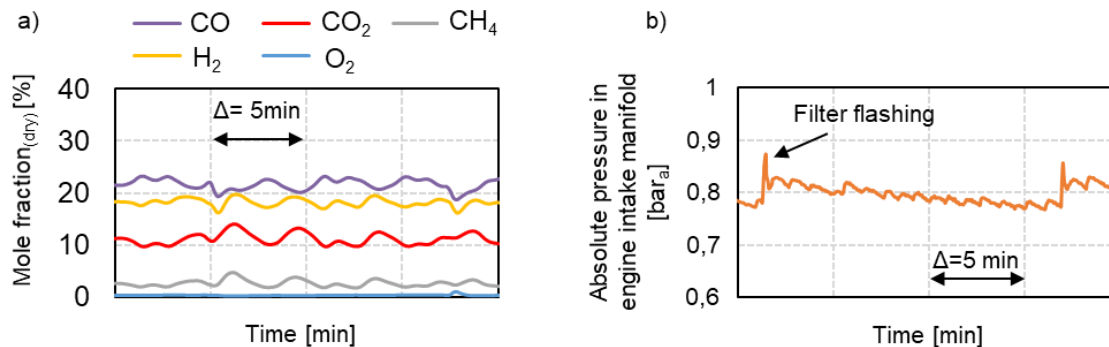 a)
CO
CO2
CH4
H2
O2
Mole fraction(dry) [%]
40
30
20
10
0
Δ= 5min
Time [min]
b)
Absolute pressure in
engine intake manifold
[bara]
1
0,9
0,8
0,7
0,6
Filter flashing
Δ=5 min
Time [min]